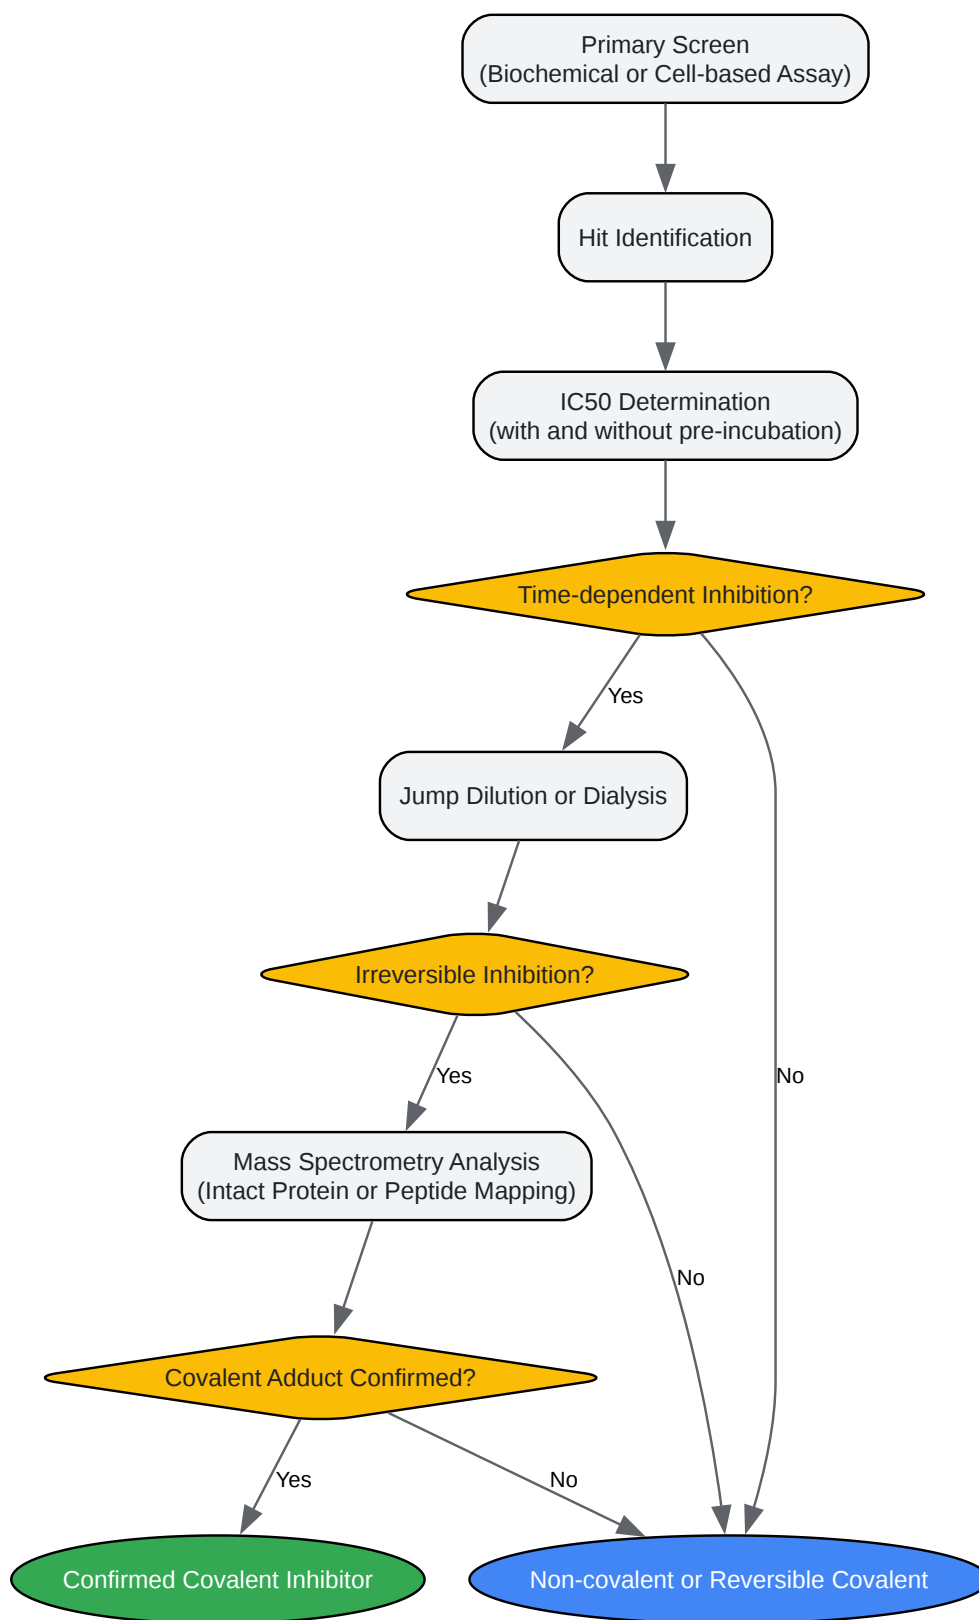 Primary Screen
(Biochemical or Cell-based Assay)
Hit Identification
IC50 Determination
(with and without pre-incubation)
Time-dependent Inhibition?
Yes
Jump Dilution or Dialysis
Irreversible Inhibition?
Yes
No
Mass Spectrometry Analysis
(Intact Protein or Peptide Mapping)
No
Covalent Adduct Confirmed?
Yes
No
Confirmed Covalent Inhibitor
Non-covalent or Reversible Covalent